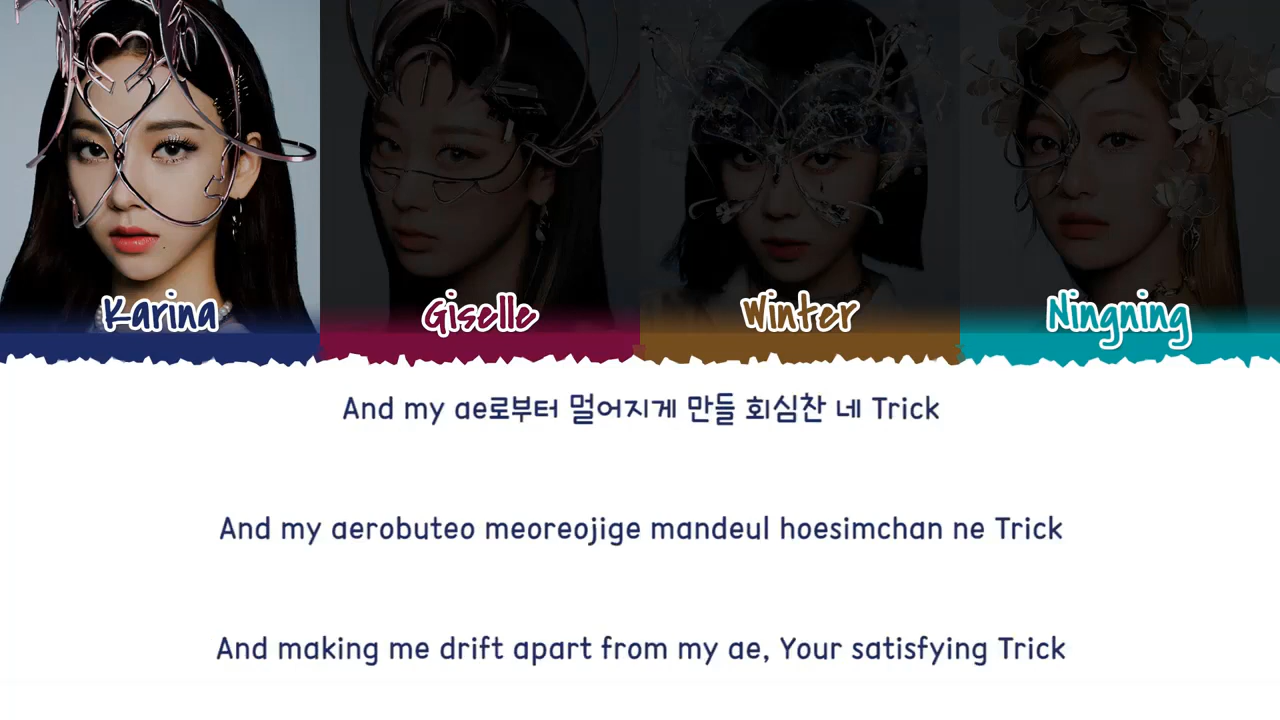 Karina
Giselle
Winter
Ningning
And my ae로부터 멀어지게 만들 회심찬 네 Trick
And my aerobuteo meoreojige mandeul hoesimchan ne Trick
And making me drift apart from my ae, Your satisfying Trick